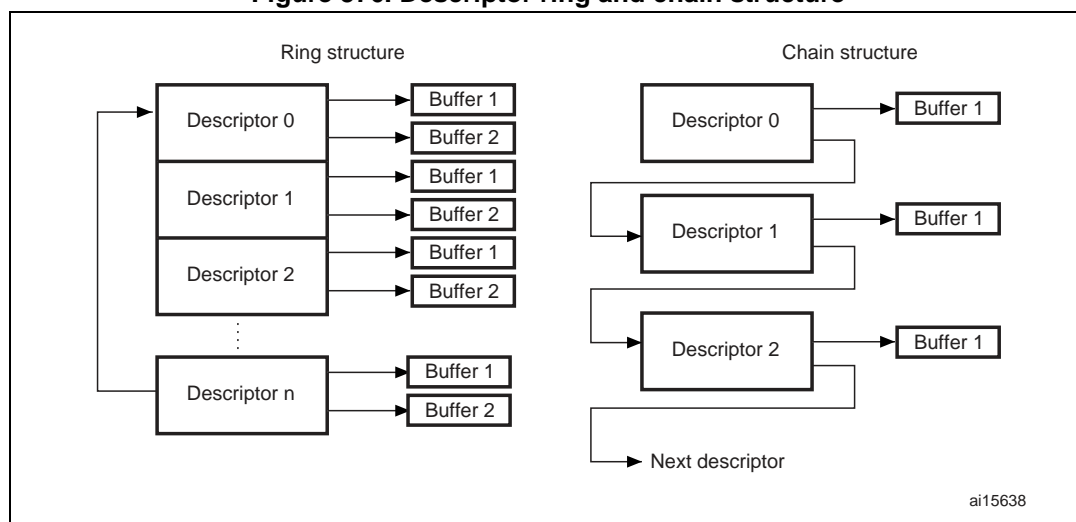 Ring structure
Descriptor 0
Buffer 1
Buffer 2
Descriptor 1
Buffer 1
Buffer 2
Descriptor 2
Buffer 1
Buffer 2
Descriptor n
Buffer 1
Buffer 2
Chain structure
Descriptor 0
Buffer 1
Descriptor 1
Buffer 1
Descriptor 2
Buffer 1
Next descriptor
ai15638